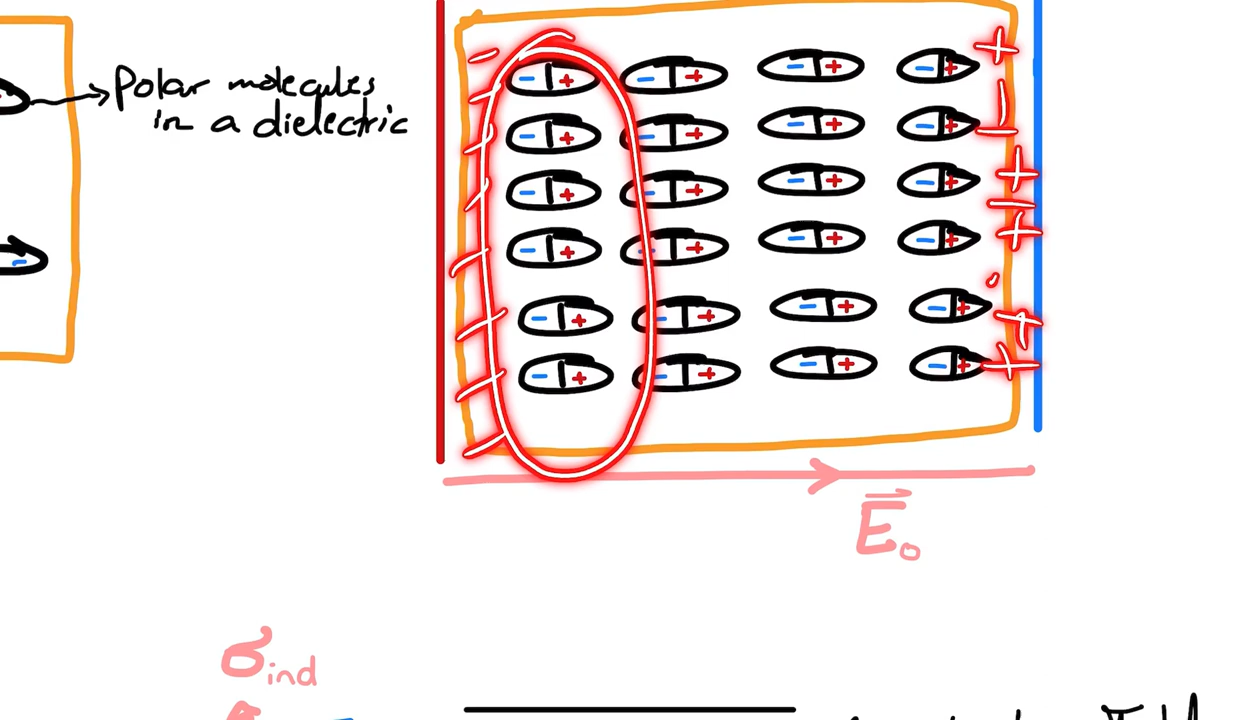 Polar molecules
in a dielectric
E₀
σind